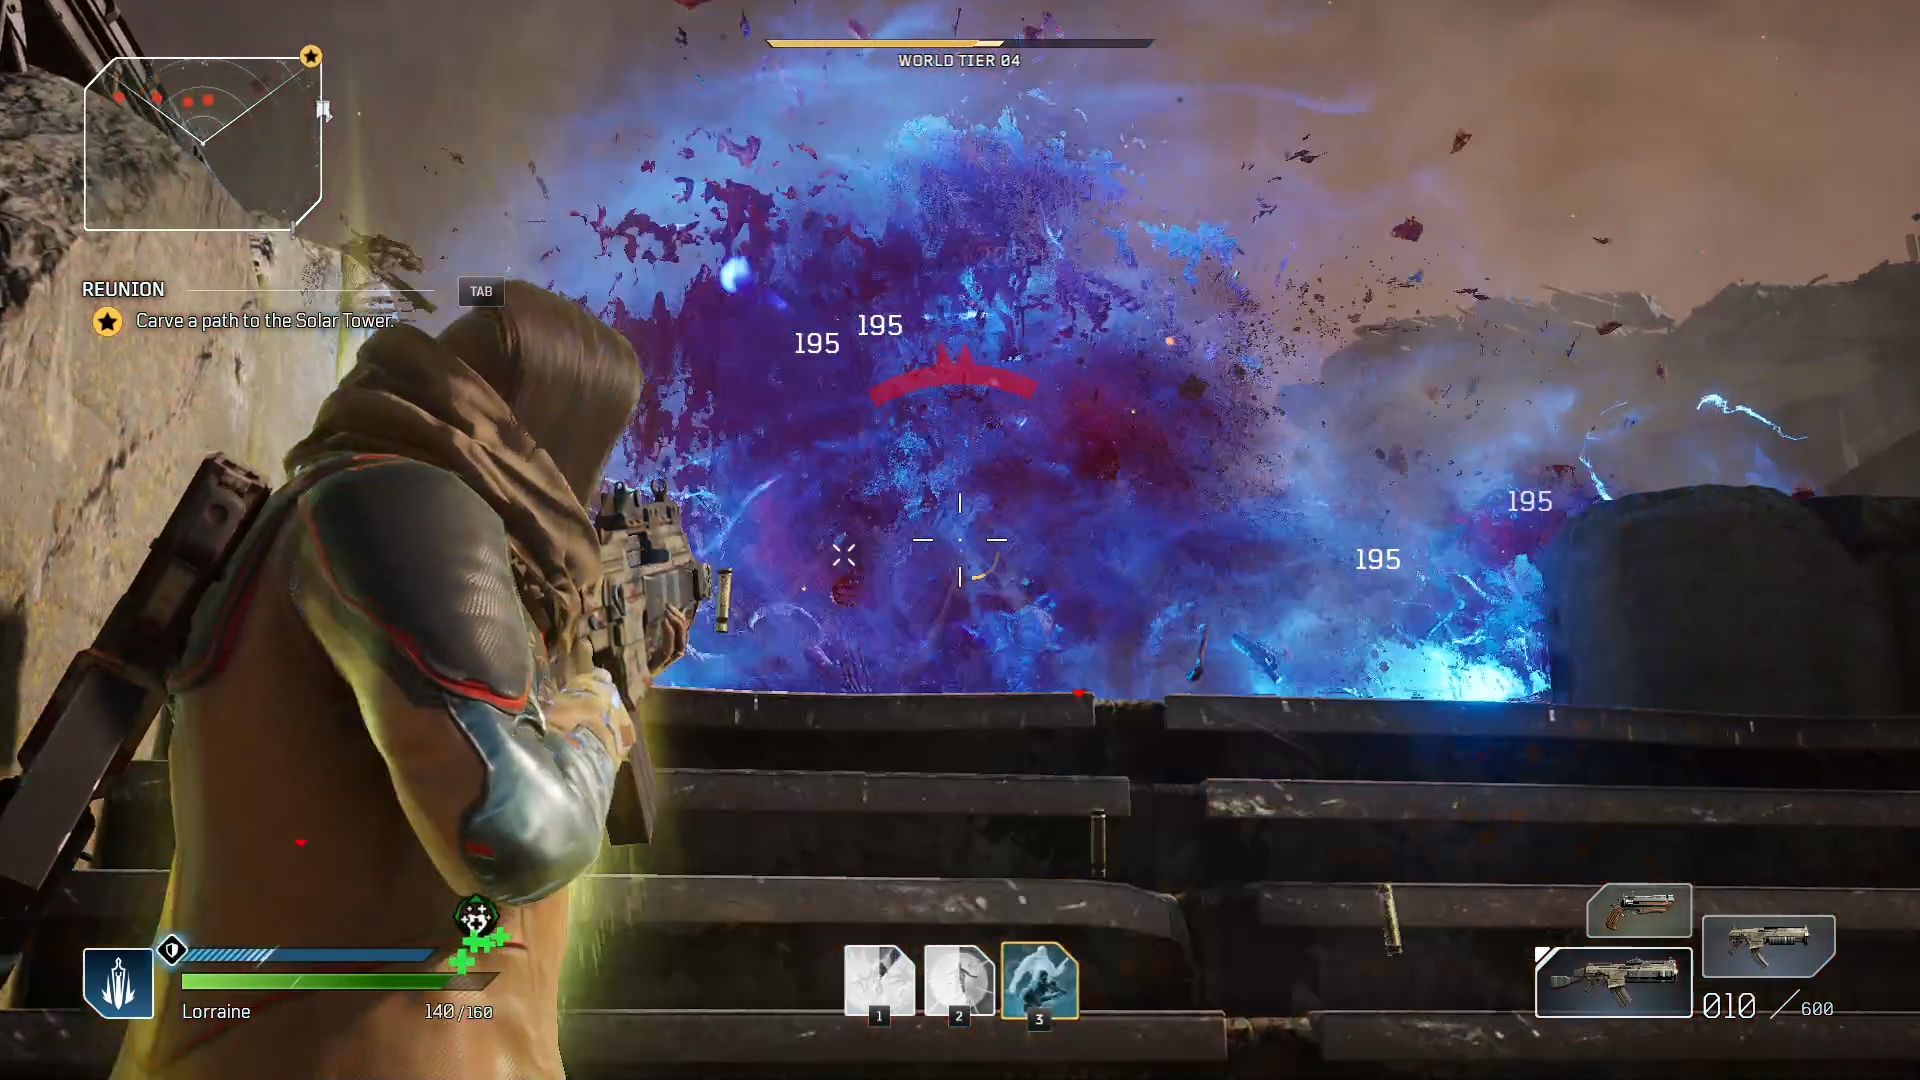 WORLD TIER 04
REUNION
TAB
Carve a path to the Solar Tower.
195
195
195
195
Lorraine
140/160
1
2
3
010 / 600